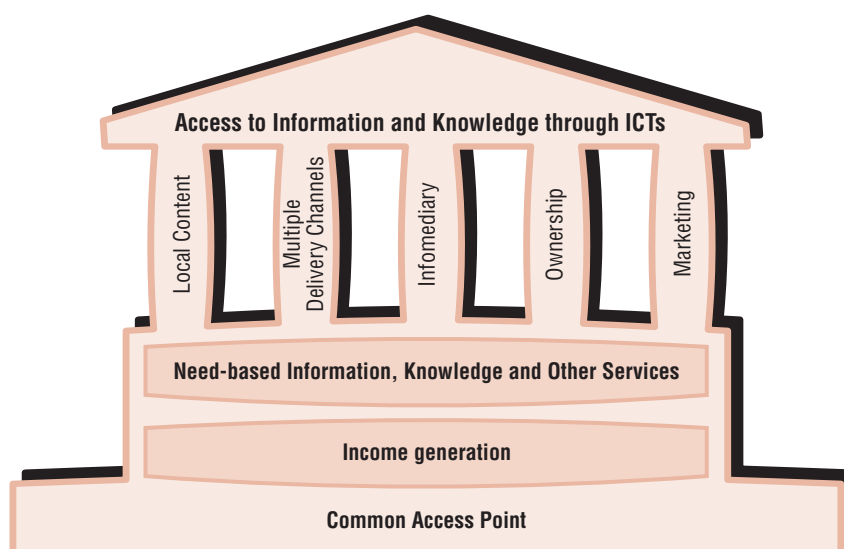 Access to Information and Knowledge through ICTs
Local Content
Multiple
Delivery Channels
Infomediary
Ownership
Marketing
Need-based Information, Knowledge and Other Services
Income generation
Common Access Point